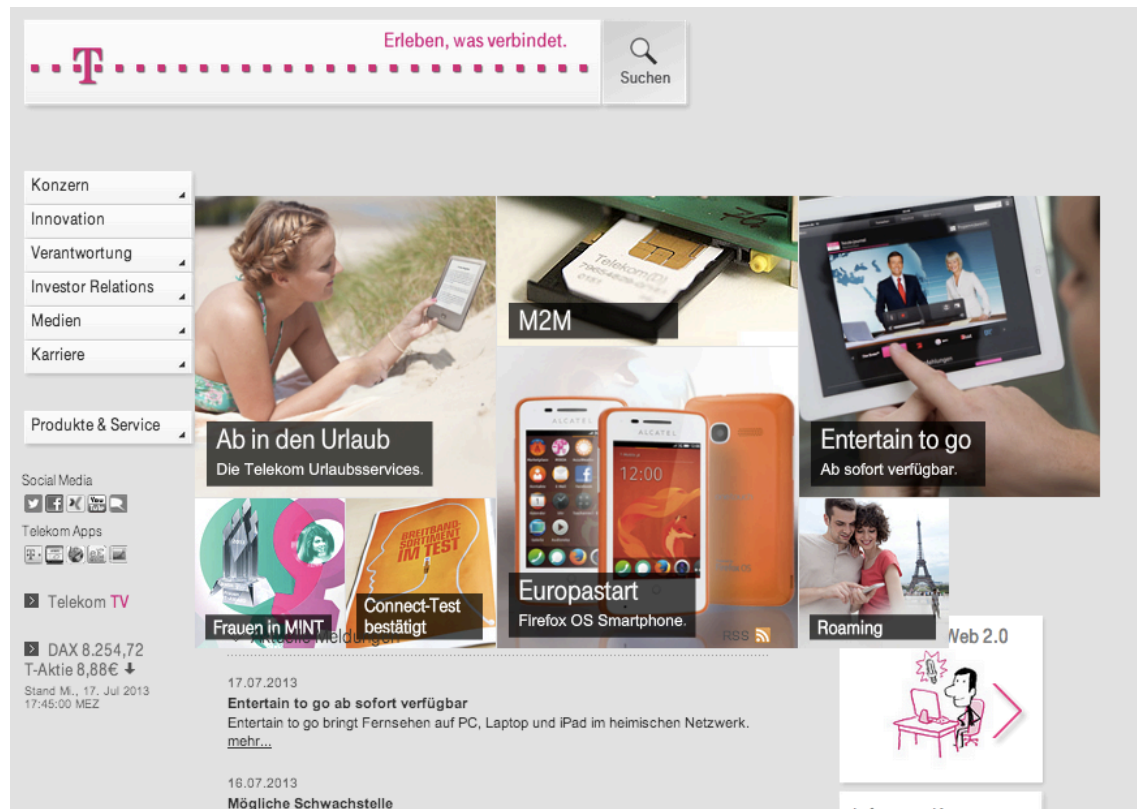 Erleben, was verbindet.
T
Suchen
Konzern
Innovation
Verantwortung
Investor Relations
Medien
Karriere
Produkte & Service
Social Media
Telekom Apps
Telekom TV
DAX 8.254,72
T-Aktie 8,88€
Stand Mi., 17. Jul 2013
17:45:00 MEZ
Ab in den Urlaub
Die Telekom Urlaubsservices.
M2M
Entertain to go
Ab sofort verfügbar.
ALCATEL
ALCATEL
12:00
BREITBAND-
SORTIMENT
IM TEST
Frauen in MINT
Connect-Test
bestätigt
Europastart
Firefox OS Smartphone.
Roaming
Aktuelle Meldungen
RSS
Web 2.0
17.07.2013
Entertain to go ab sofort verfügbar
Entertain to go bringt Fernsehen auf PC, Laptop und iPad im heimischen Netzwerk.
mehr...
16.07.2013
Mögliche Schwachstelle